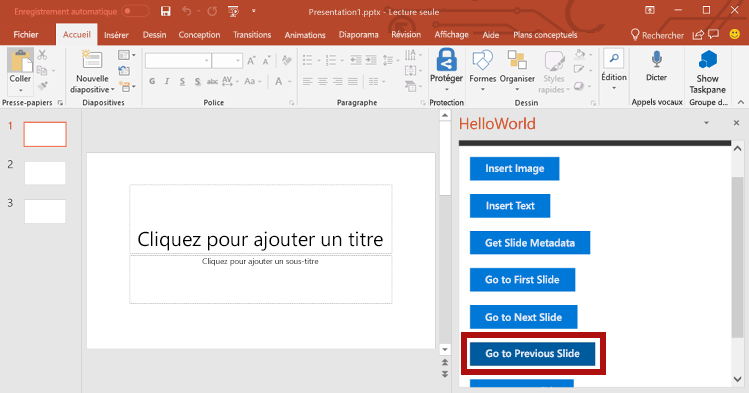 Enregistrement automatique
Presentation1.pptx - Lecture seule
Fichier Accueil Insérer Dessin Conception Transitions Animations Diaporama Révision Affichage Aide Plans conceptuels Rechercher
Coller
Nouvelle
diapositive
G I S S abc AV Aa A
Protéger
Formes Organiser Styles
rapides
Édition
Dicter
Show
Taskpane
Presse-papiers Diapositives Police Paragraphe Protection Dessin Appels vocaux Groupe d...
1
2
3
Cliquez pour ajouter un titre
Cliquez pour ajouter un sous-titre
HelloWorld
Insert Image
Insert Text
Get Slide Metadata
Go to First Slide
Go to Next Slide
Go to Previous Slide